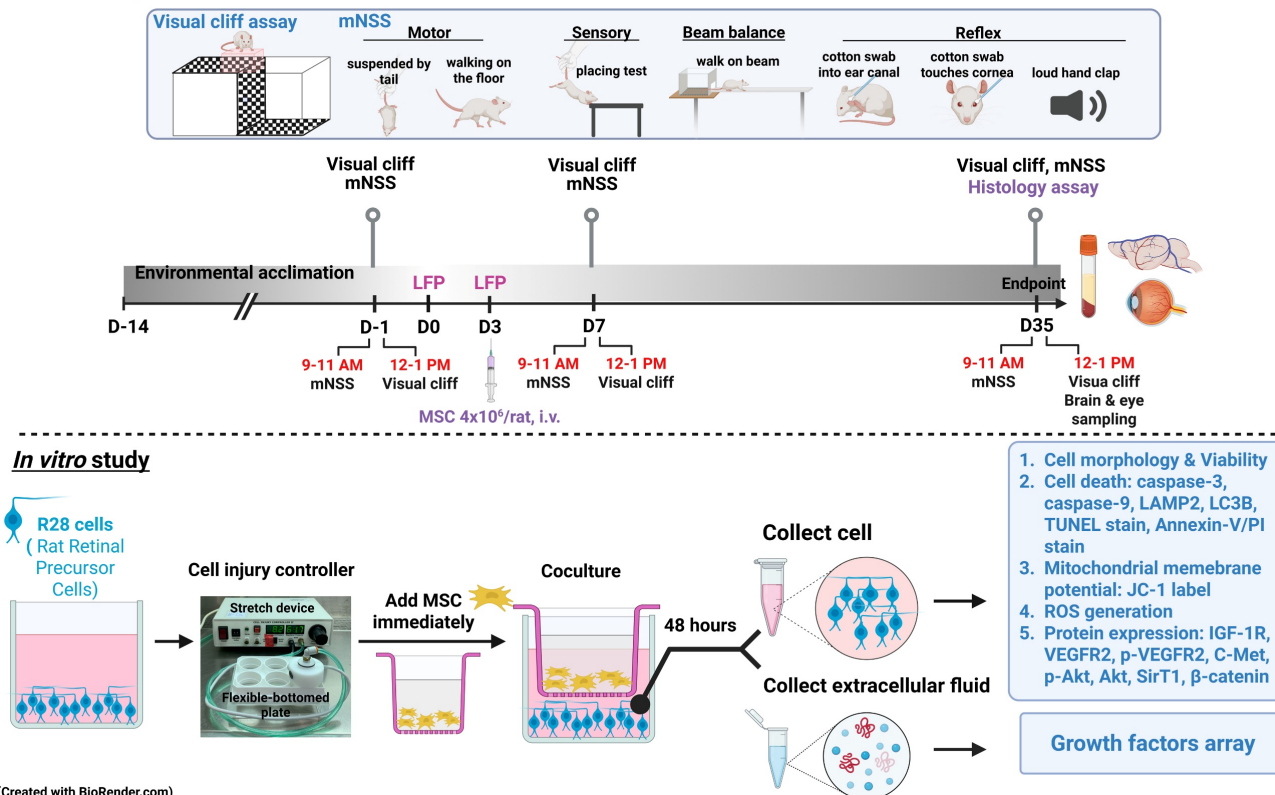 Visual cliff assay
mNSS
Motor
suspended by
tail
walking on
the floor
Sensory
placing test
Beam balance
walk on beam
Reflex
cotton swab
into ear canal
cotton swab
touches cornea
loud hand clap
Visual cliff
mNSS
Visual cliff
mNSS
Visual cliff, mNSS
Histology assay
Environmental acclimation
LFP
LFP
Endpoint
D-14
D-1
D0
D3
D7
D35
9-11 AM
mNSS
12-1 PM
Visual cliff
9-11 AM
mNSS
12-1 PM
Visual cliff
9-11 AM
mNSS
12-1 PM
Visua cliff
Brain & eye
sampling
MSC 4x10⁶/rat, i.v.
In vitro study
R28 cells
( Rat Retinal
Precursor
Cells)
Cell injury controller
Stretch device
Flexible-bottomed
plate
Add MSC
immediately
Coculture
48 hours
Collect cell
Collect extracellular fluid
1. Cell morphology & Viability
2. Cell death: caspase-3,
caspase-9, LAMP2, LC3B,
TUNEL stain, Annexin-V/PI
stain
3. Mitochondrial memebrane
potential: JC-1 label
4. ROS generation
5. Protein expression: IGF-1R,
VEGFR2, p-VEGFR2, C-Met,
p-Akt, Akt, SirT1, β-catenin
Growth factors array
(Created with BioRender.com)